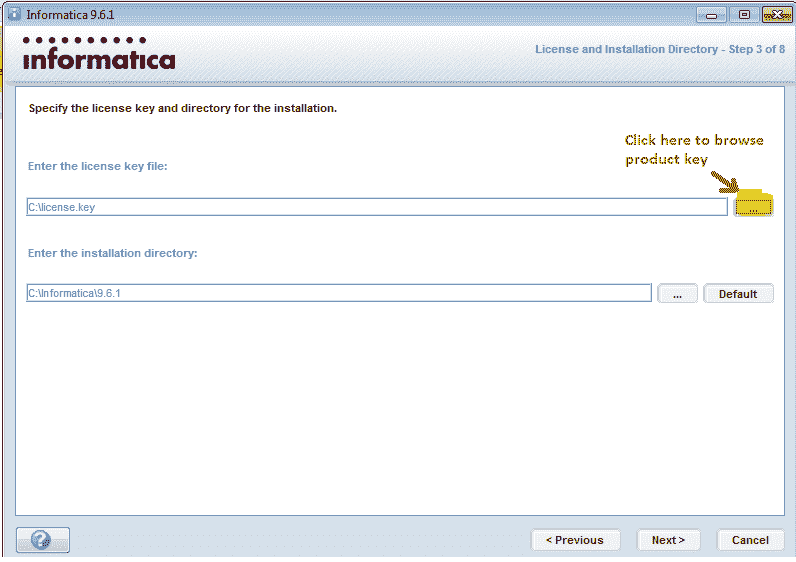 Informatica 9.6.1
informatica
License and Installation Directory - Step 3 of 8
Specify the license key and directory for the installation.
Click here to browse
product key
Enter the license key file:
C:\license.key
...
Enter the installation directory:
C:\Informatica\9.6.1
...
Default
?
< Previous
Next >
Cancel